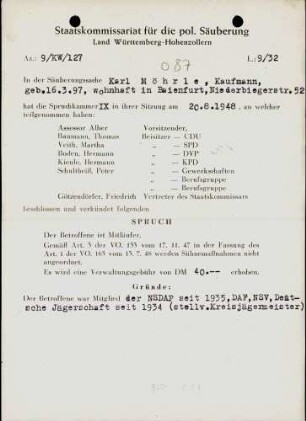 Staatskommissariat für die pol. Säuberung
Land Württemberg-Hohenzollern
Az.: 9/KW/127
L: 9/32
087
In der Säuberungssache Karl Möhrle, Kaufmann,
geb.16.3.97, wohnhaft in Baienfurt,Niederbiegerstr.52
hat die Spruchkammer IX in ihrer Sitzung am 20.8.1948, an welcher
teilgenommen haben:
Assessor Alher Vorsitzender,
Baumann, Thomas Beisitzer — CDU
Veith, Martha „ — SPD
Boden, Hermann „ — DVP
Kienle, Hermann „ — KPD
Schultheiß, Peter „ — Gewerkschaften
„ — Berufsgruppe
„ — Berufsgruppe
Götzendörfer, Friedrich Vertreter des Staatskommissars
beschlossen und verkündet folgenden
SPRUCH
Der Betroffene ist Mitläufer.
Gemäß Art. 3 der VO. 153 vom 17. 11. 47 in der Fassung des
Art. 1 der VO. 165 vom 15. 7. 48 werden Sühnemaßnahmen nicht
angeordnet.
Es wird eine Verwaltungsgebühr von DM 40.-- erhoben.
Gründe:
Der Betroffene war Mitglied der NSDAP seit 1935,DAF,NSV,Deut-
sche Jägerschaft seit 1934 (stellv.Kreisjägermeister)